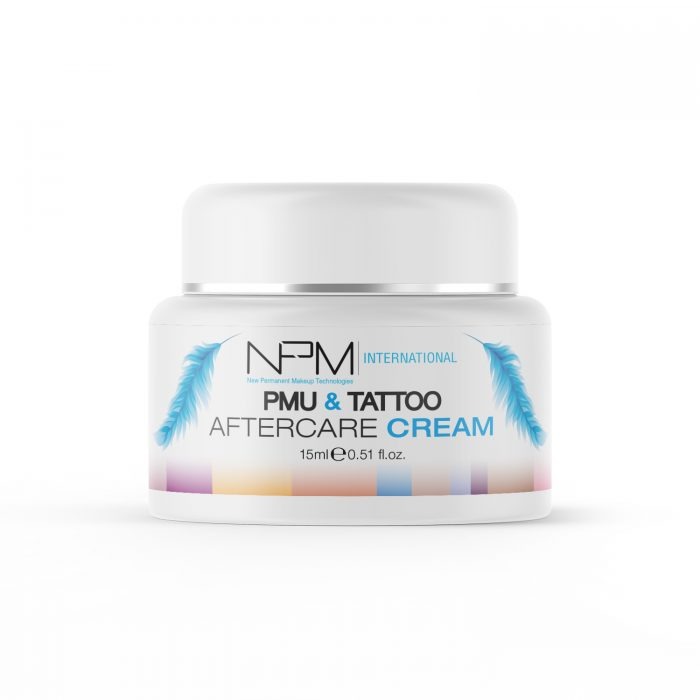 NPM INTERNATIONAL
New Permanent Makeup Technologies
PMU & TATTOO
AFTERCARE CREAM
15ml℮0.51 fl.oz.